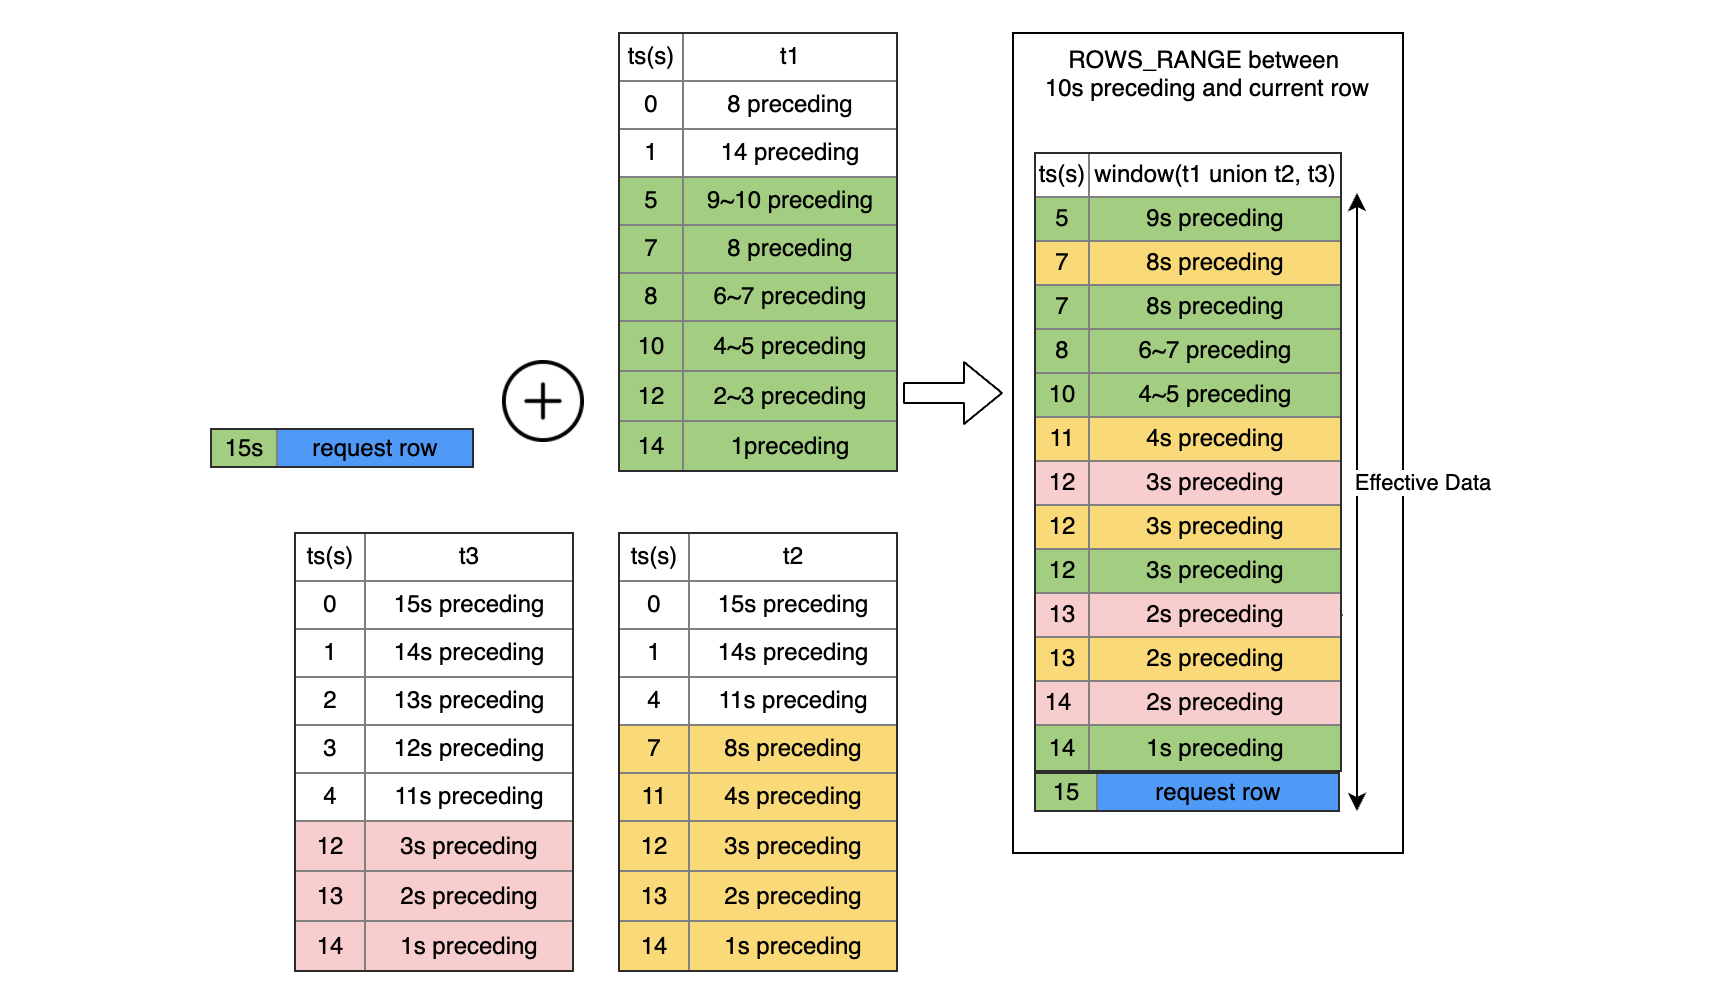 15s request row
ts(s) t1
0 8 preceding
1 14 preceding
5 9~10 preceding
7 8 preceding
8 6~7 preceding
10 4~5 preceding
12 2~3 preceding
14 1preceding
ts(s) t3
0 15s preceding
1 14s preceding
2 13s preceding
3 12s preceding
4 11s preceding
12 3s preceding
13 2s preceding
14 1s preceding
ts(s) t2
0 15s preceding
1 14s preceding
4 11s preceding
7 8s preceding
11 4s preceding
12 3s preceding
13 2s preceding
14 1s preceding
ROWS_RANGE between
10s preceding and current row
ts(s) window(t1 union t2, t3)
5 9s preceding
7 8s preceding
7 8s preceding
8 6~7 preceding
10 4~5 preceding
11 4s preceding
12 3s preceding
12 3s preceding
12 3s preceding
13 2s preceding
13 2s preceding
14 2s preceding
14 1s preceding
15 request row
Effective Data